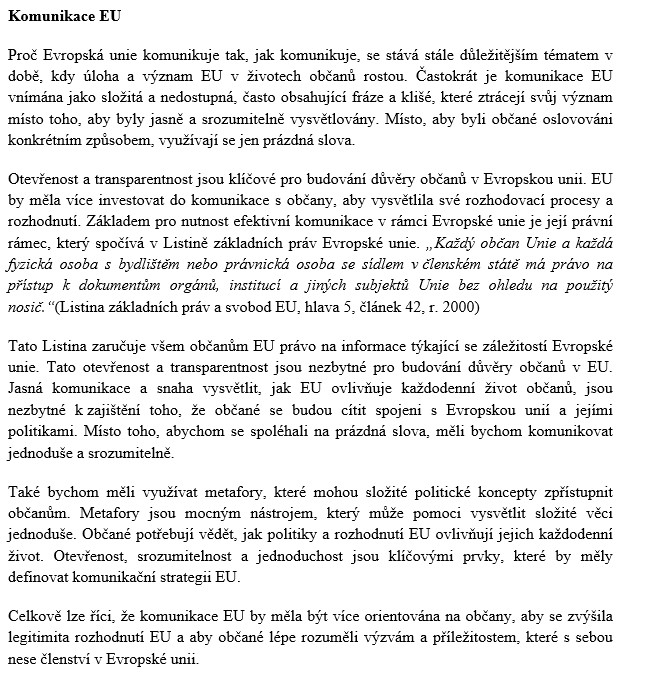 Komunikace EU
Proč Evropská unie komunikuje tak, jak komunikuje, se stává stále důležitějším tématem v
době, kdy úloha a význam EU v životech občanů rostou. Častokrát je komunikace EU
vnímána jako složitá a nedostupná, často obsahující fráze a klišé, které ztrácejí svůj význam
místo toho, aby byly jasně a srozumitelně vysvětlovány. Místo, aby byli občané oslovováni
konkrétním způsobem, využívají se jen prázdná slova.
Otevřenost a transparentnost jsou klíčové pro budování důvěry občanů v Evropskou unii. EU
by měla více investovat do komunikace s občany, aby vysvětlila své rozhodovací procesy a
rozhodnutí. Základem pro nutnost efektivní komunikace v rámci Evropské unie je její právní
rámec, který spočívá v Listině základních práv Evropské unie. „Každý občan Unie a každá
fyzická osoba s bydlištěm nebo právnická osoba se sídlem v členském státě má právo na
přístup k dokumentům orgánů, institucí a jiných subjektů Unie bez ohledu na použitý
nosič.“(Listina základních práv a svobod EU, hlava 5, článek 42, r. 2000)
Tato Listina zaručuje všem občanům EU právo na informace týkající se záležitostí Evropské
unie. Tato otevřenost a transparentnost jsou nezbytné pro budování důvěry občanů v EU.
Jasná komunikace a snaha vysvětlit, jak EU ovlivňuje každodenní život občanů, jsou
nezbytné k zajištění toho, že občané se budou cítit spojeni s Evropskou unií a jejími
politikami. Místo toho, abychom se spoléhali na prázdná slova, měli bychom komunikovat
jednoduše a srozumitelně.
Také bychom měli využívat metafory, které mohou složité politické koncepty zpřístupnit
občanům. Metafory jsou mocným nástrojem, který může pomoci vysvětlit složité věci
jednoduše. Občané potřebují vědět, jak politiky a rozhodnutí EU ovlivňují jejich každodenní
život. Otevřenost, srozumitelnost a jednoduchost jsou klíčovými prvky, které by měly
definovat komunikační strategii EU.
Celkově lze říci, že komunikace EU by měla být více orientována na občany, aby se zvýšila
legitimita rozhodnutí EU a aby občané lépe rozuměli výzvám a příležitostem, které s sebou
nese členství v Evropské unii.